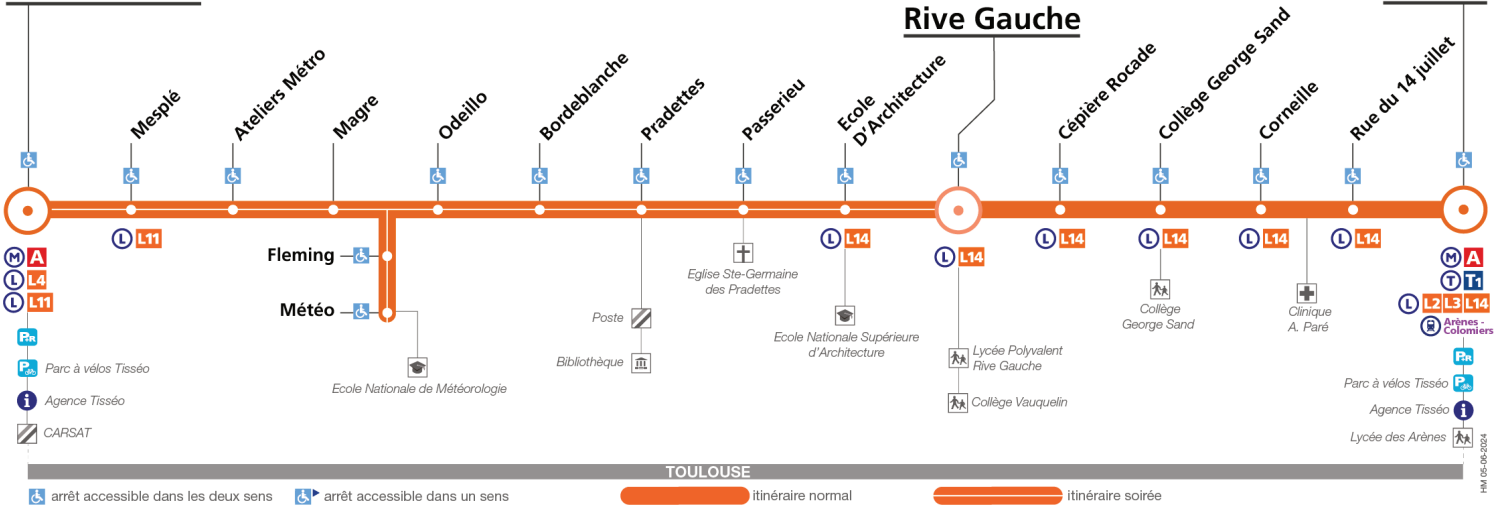 Rive Gauche
Mesplé
Ateliers Métro
Magre
Odeillo
Bordeblanche
Pradettes
Passerieu
Ecole
D'Architecture
Cépière Rocade
Collège George Sand
Corneille
Rue du 14 juillet
M A
L L4
L L11
P+R
P Parc à vélos Tisséo
i Agence Tisséo
CARSAT
L L11
Fleming
Météo
Ecole Nationale de Météorologie
Poste
Bibliothèque
Eglise Ste-Germaine
des Pradettes
L L14
Ecole Nationale Supérieure
d'Architecture
L L14
Lycée Polyvalent
Rive Gauche
Collège Vauquelin
L L14
L L14
Collège
George Sand
L L14
Clinique
A. Paré
L L14
M A
T T1
L L2 L3 L14
Arènes -
Colomiers
P+R
Parc à vélos Tisséo P
Agence Tisséo i
Lycée des Arènes
HM 05-06-2024
TOULOUSE
arrêt accessible dans les deux sens
arrêt accessible dans un sens
itinéraire normal
itinéraire soirée